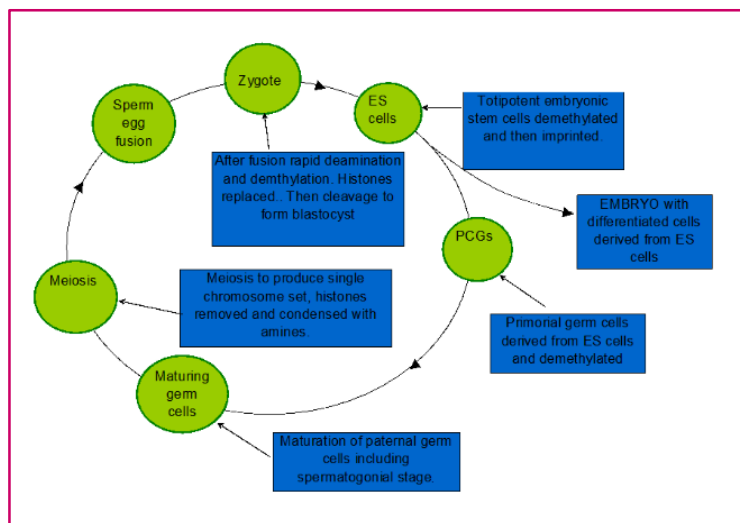 Zygote
ES
cells
Totipotent embryonic
stem cells demethylated
and then imprinted.
Sperm
egg
fusion
After fusion rapid deamination
and demthylation. Histones
replaced.. Then cleavage to
form blastocyst
EMBRYO with
differentiated cells
derived from ES
cells
PCGs
Meiosis
Meiosis to produce single
chromosome set, histones
removed and condensed with
amines.
Primorial germ cells
derived from ES cells
and demethylated
Maturing
germ
cells
Maturation of paternal germ
cells including
spermatogonial stage.